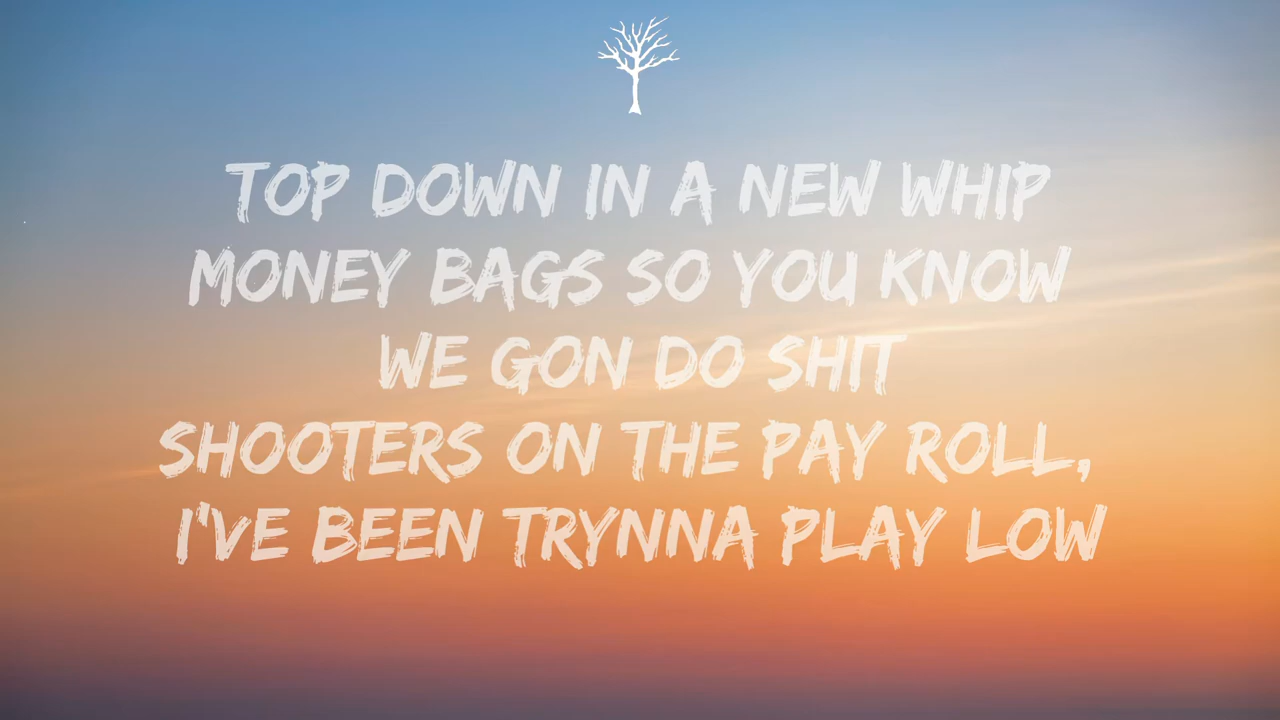 TOP DOWN IN A NEW WHIP
MONEY BAGS SO YOU KNOW
WE GON DO SHIT
SHOOTERS ON THE PAY ROLL,
I'VE BEEN TRYNNA PLAY LOW